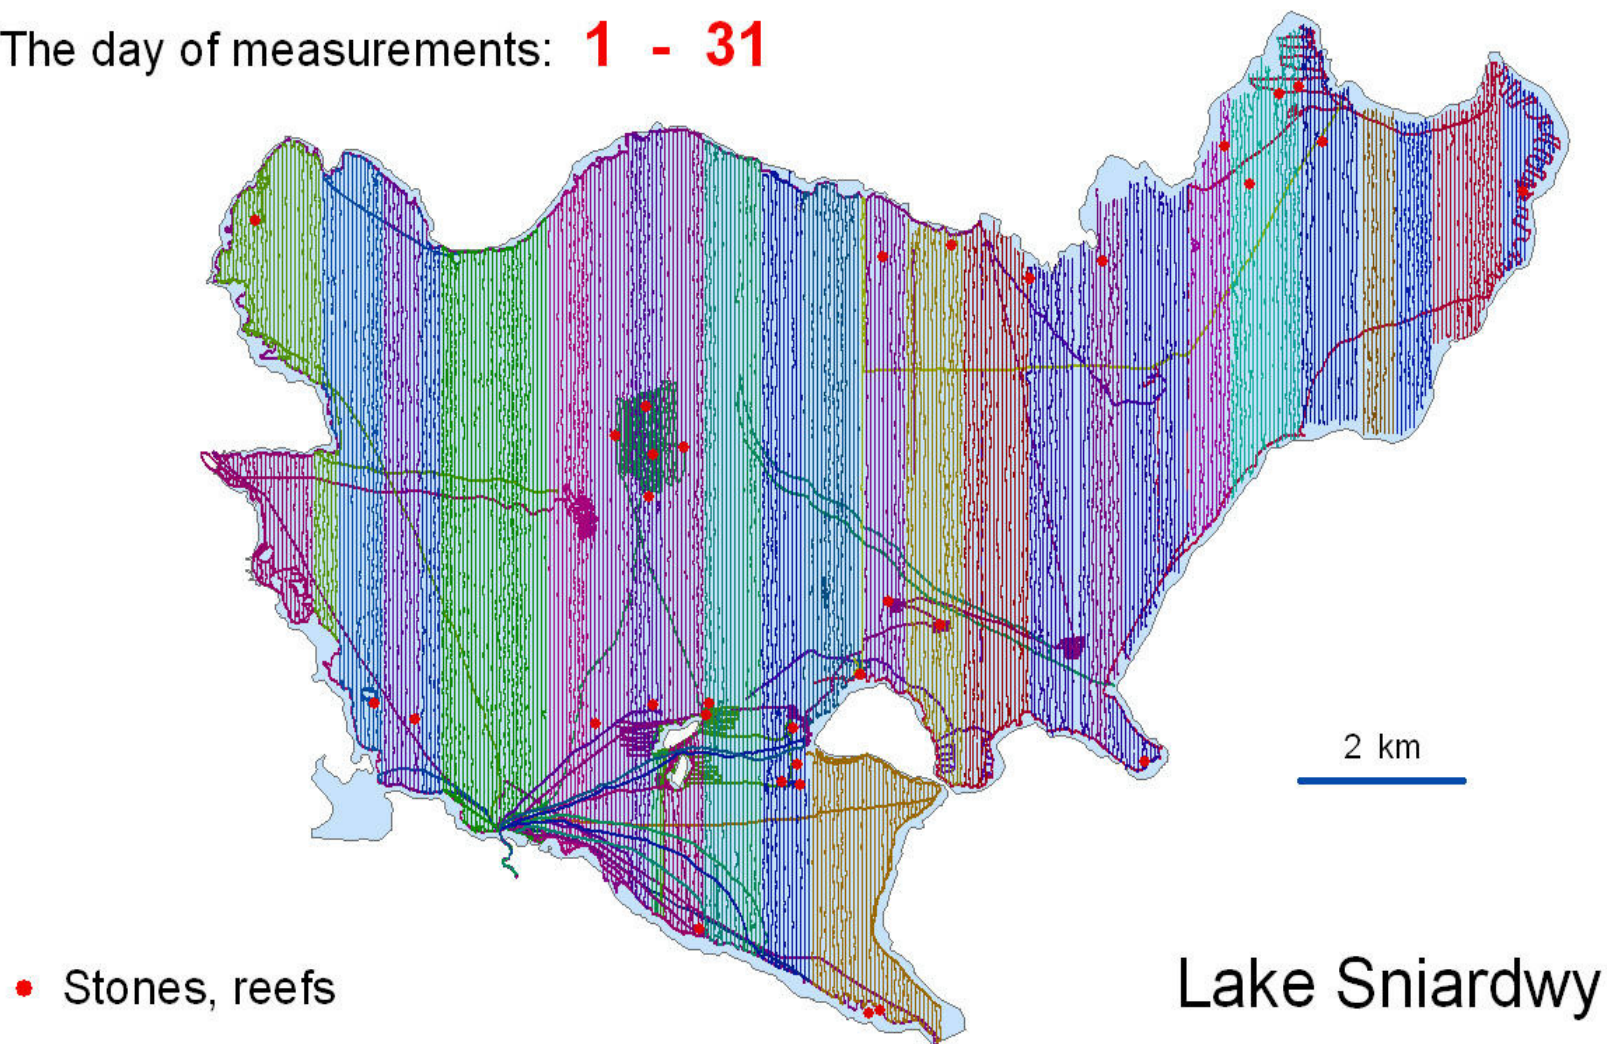 The day of measurements: 1 - 31
2 km
Stones, reefs
Lake Sniardwy